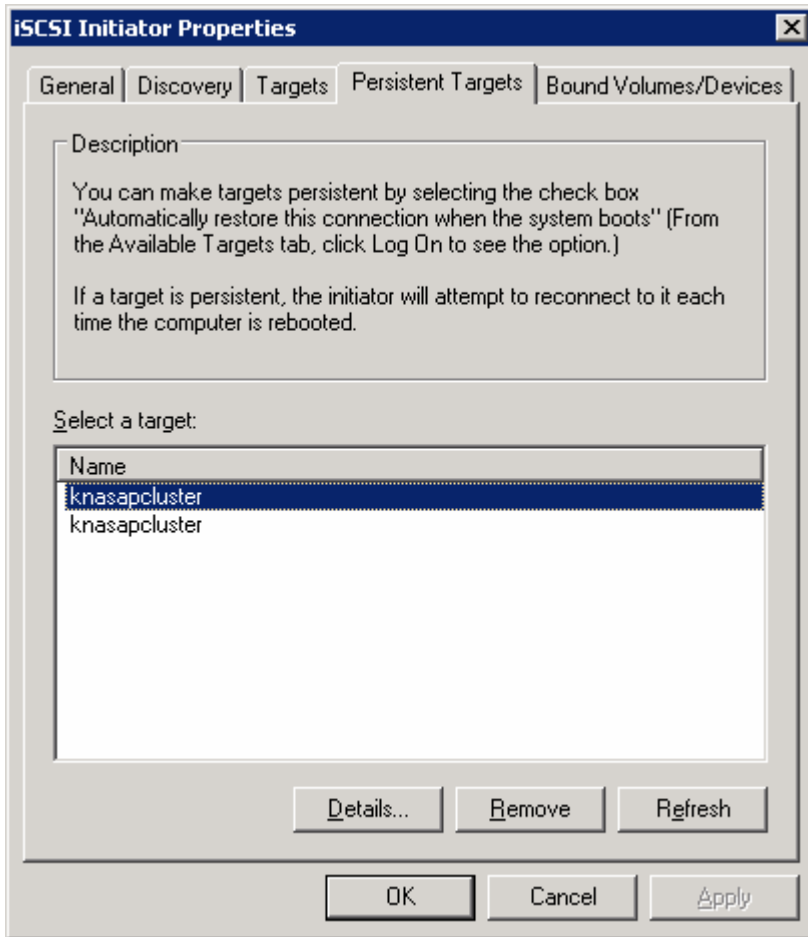 iSCSI Initiator Properties
General Discovery Targets Persistent Targets Bound Volumes/Devices
Description
You can make targets persistent by selecting the check box
"Automatically restore this connection when the system boots" (From
the Available Targets tab, click Log On to see the option.)
If a target is persistent, the initiator will attempt to reconnect to it each
time the computer is rebooted.
Select a target:
Name
knasapcluster
knasapcluster
Details... Remove Refresh
OK Cancel Apply